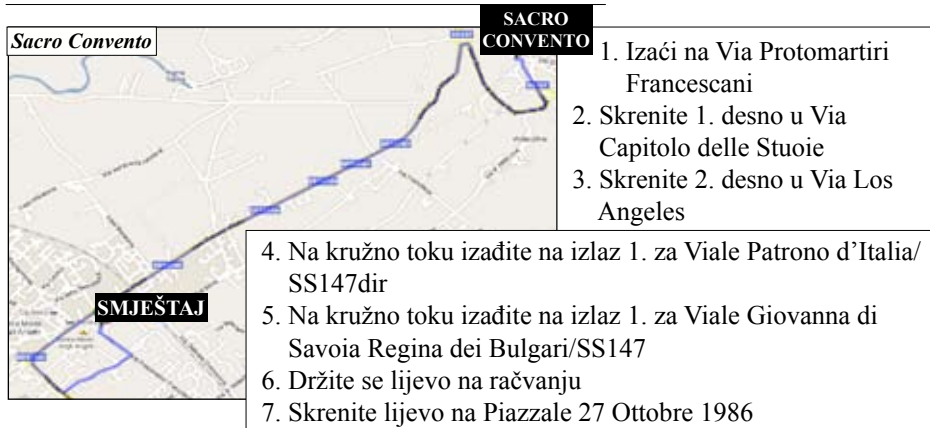 Sacro Convento
SACRO
CONVENTO
SMJEŠTAJ
1. Izaći na Via Protomartiri
Francescani
2. Skrenite 1. desno u Via
Capitolo delle Stuoie
3. Skrenite 2. desno u Via Los
Angeles
4. Na kružno toku izađite na izlaz 1. za Viale Patrono d’Italia/
SS147dir
5. Na kružno toku izađite na izlaz 1. za Viale Giovanna di
Savoia Regina dei Bulgari/SS147
6. Držite se lijevo na račvanju
7. Skrenite lijevo na Piazzale 27 Ottobre 1986